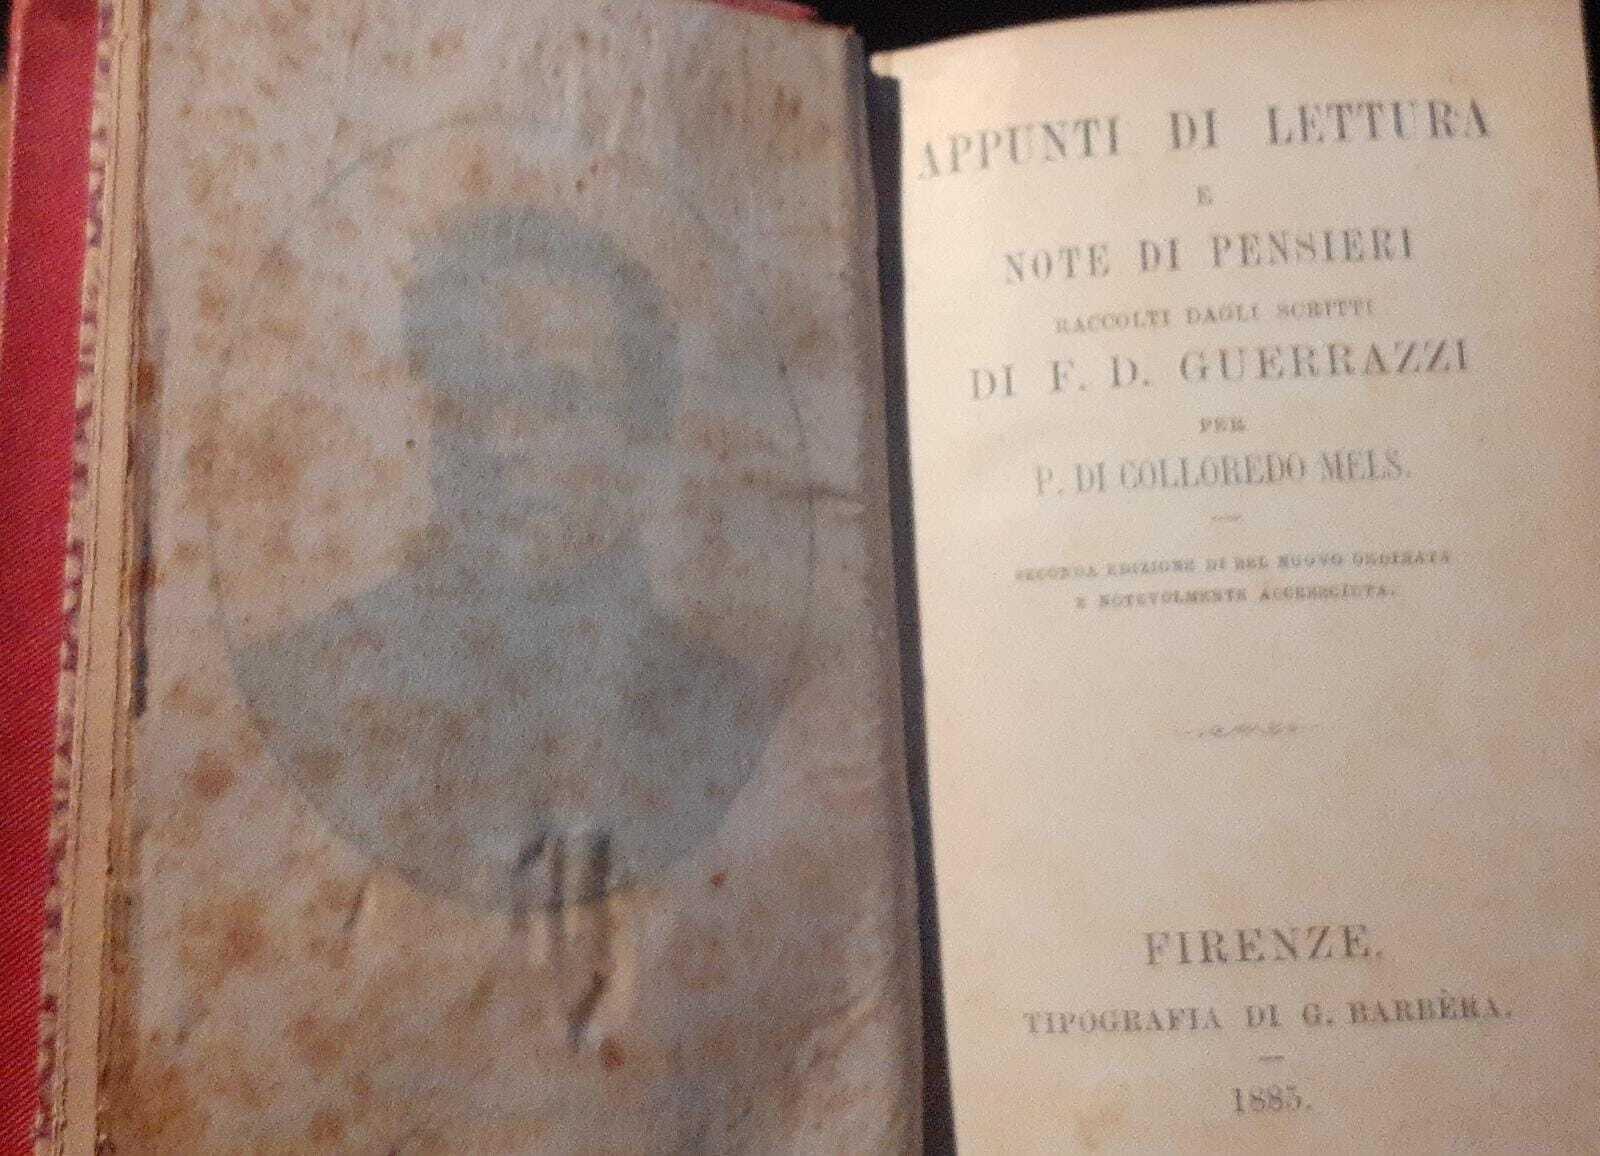 APPUNTI DI LETTURA
E
NOTE DI PENSIERI
RACCOLTI DAGLI SCRITTI
DI F. D. GUERRAZZI
PER
P. DI COLLOREDO MELS.
SECONDA EDIZIONE DI BEL NUOVO ORDINATA
E NOTEVOLMENTE ACCRESCIUTA.
FIRENZE.
TIPOGRAFIA DI G. BARBÈRA.
1885.